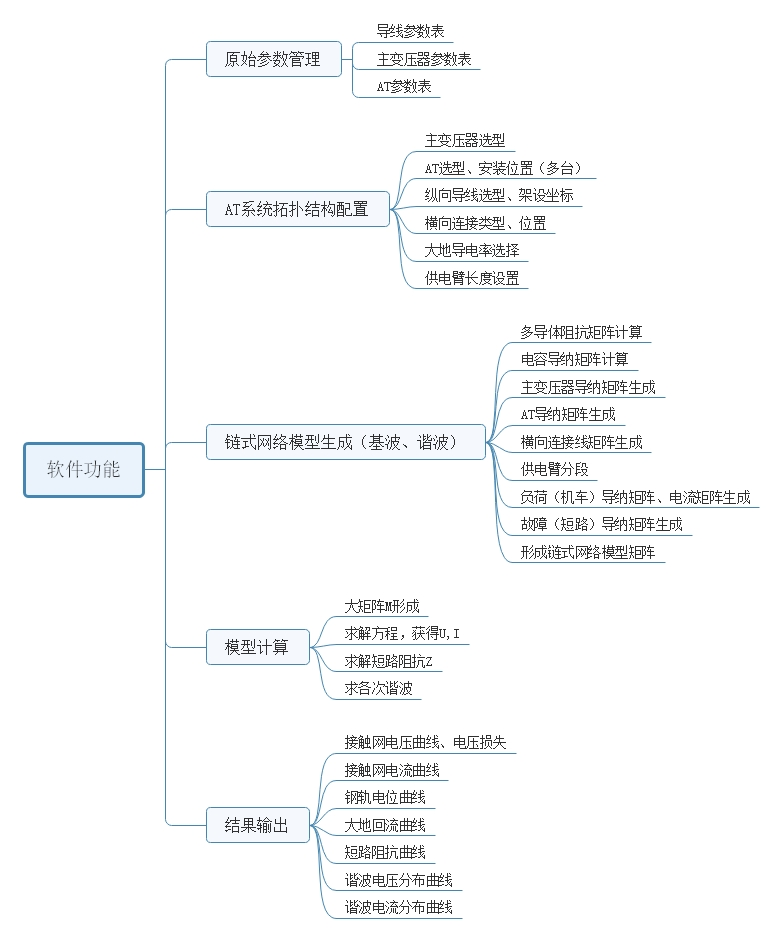 软件功能
原始参数管理
导线参数表
主变压器参数表
AT参数表
AT系统拓扑结构配置
主变压器选型
AT选型、安装位置（多台）
纵向导线选型、架设坐标
横向连接类型、位置
大地导电率选择
供电臂长度设置
链式网络模型生成（基波、谐波）
多导体阻抗矩阵计算
电容导纳矩阵计算
主变压器导纳矩阵生成
AT导纳矩阵生成
横向连接线矩阵生成
供电臂分段
负荷（机车）导纳矩阵、电流矩阵生成
故障（短路）导纳矩阵生成
形成链式网络模型矩阵
模型计算
大矩阵M形成
求解方程，获得U,I
求解短路阻抗Z
求各次谐波
结果输出
接触网电压曲线、电压损失
接触网电流曲线
钢轨电位曲线
大地回流曲线
短路阻抗曲线
谐波电压分布曲线
谐波电流分布曲线